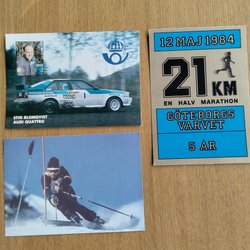 STIG BLOMQVIST
AUDI QUATTRO
12 MAJ 1984
21 KM
EN HALV MARATHON
GÖTEBORGS
VARVET
5 ÅR